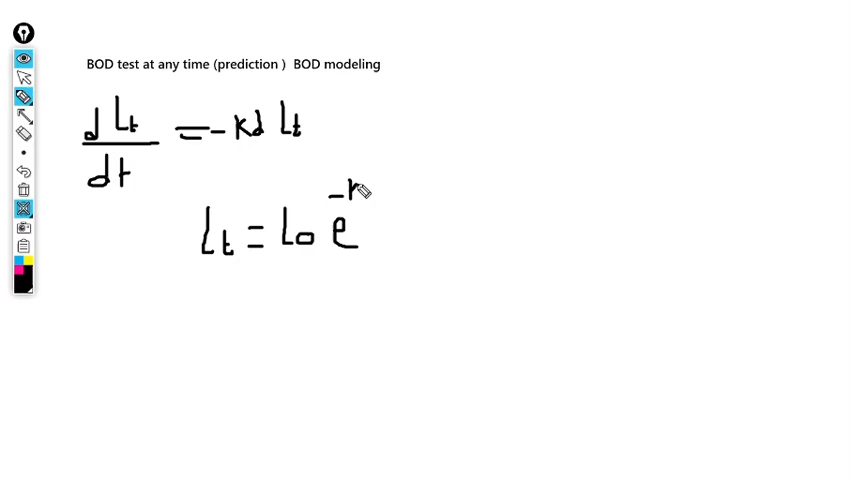 BOD test at any time (prediction ) BOD modeling
dLt
dt
= - kd Lt
Lt = Lo e^-k